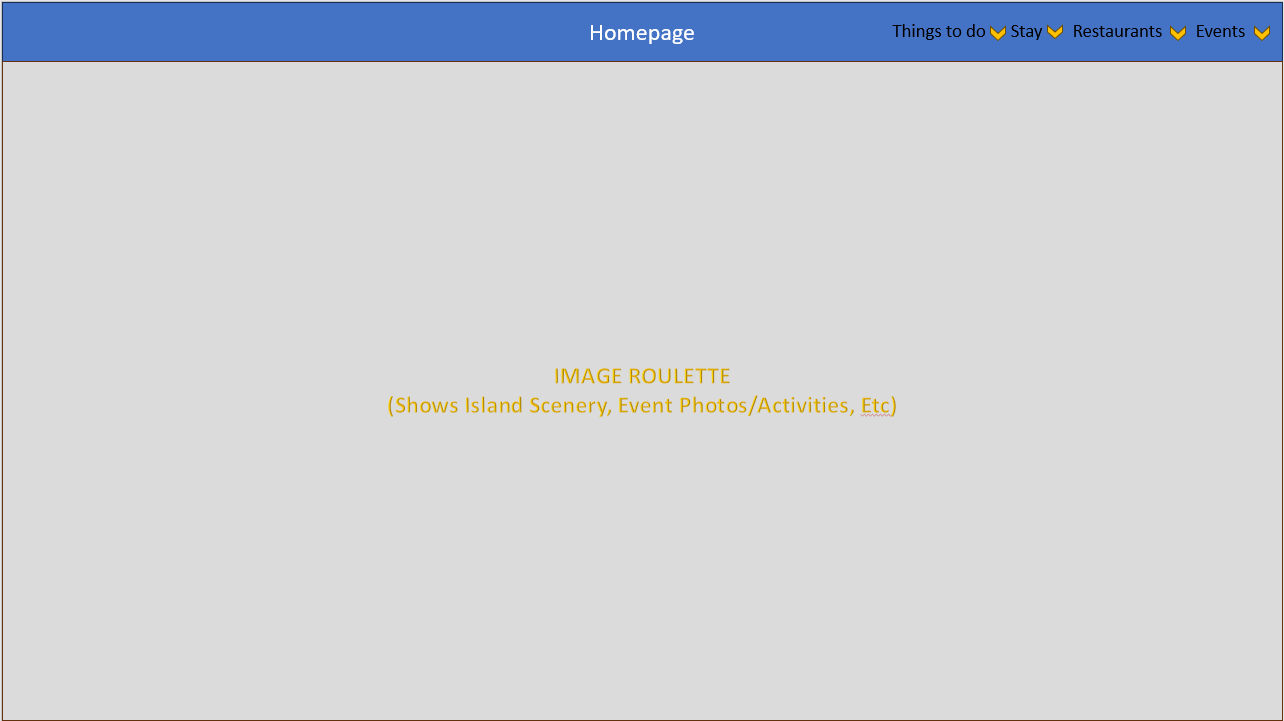 Homepage
Things to do Stay Restaurants Events
IMAGE ROULETTE
(Shows Island Scenery, Event Photos/Activities, Etc)